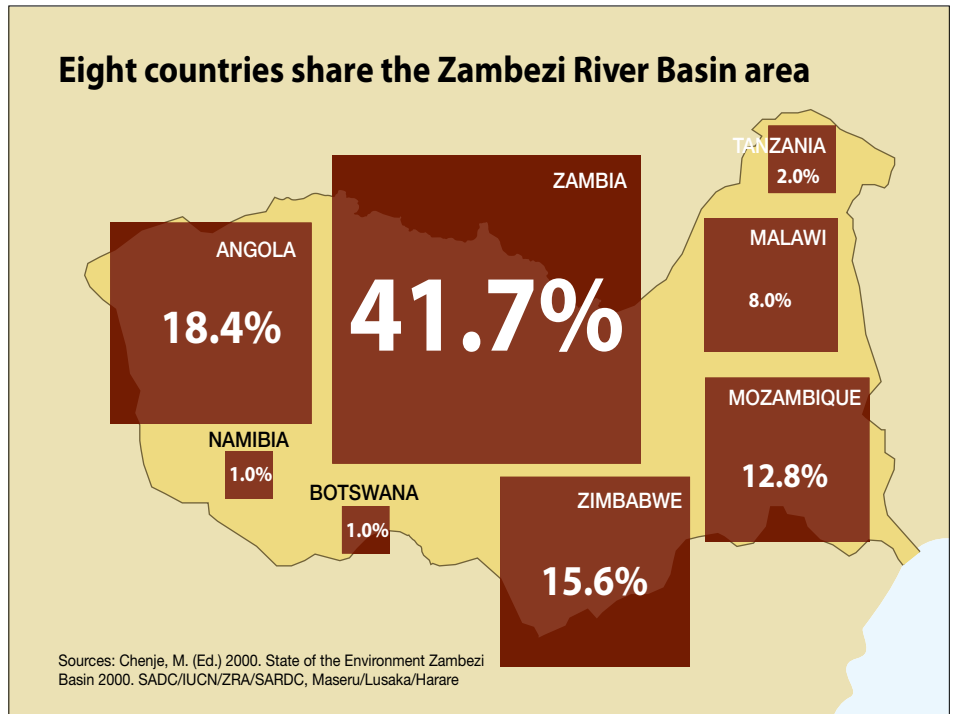 Eight countries share the Zambezi River Basin area
TANZANIA
2.0%
ZAMBIA
41.7%
ANGOLA
18.4%
MALAWI
8.0%
MOZAMBIQUE
12.8%
NAMIBIA
1.0%
BOTSWANA
1.0%
ZIMBABWE
15.6%
Sources: Chenje, M. (Ed.) 2000. State of the Environment Zambezi
Basin 2000. SADC/IUCN/ZRA/SARDC, Maseru/Lusaka/Harare